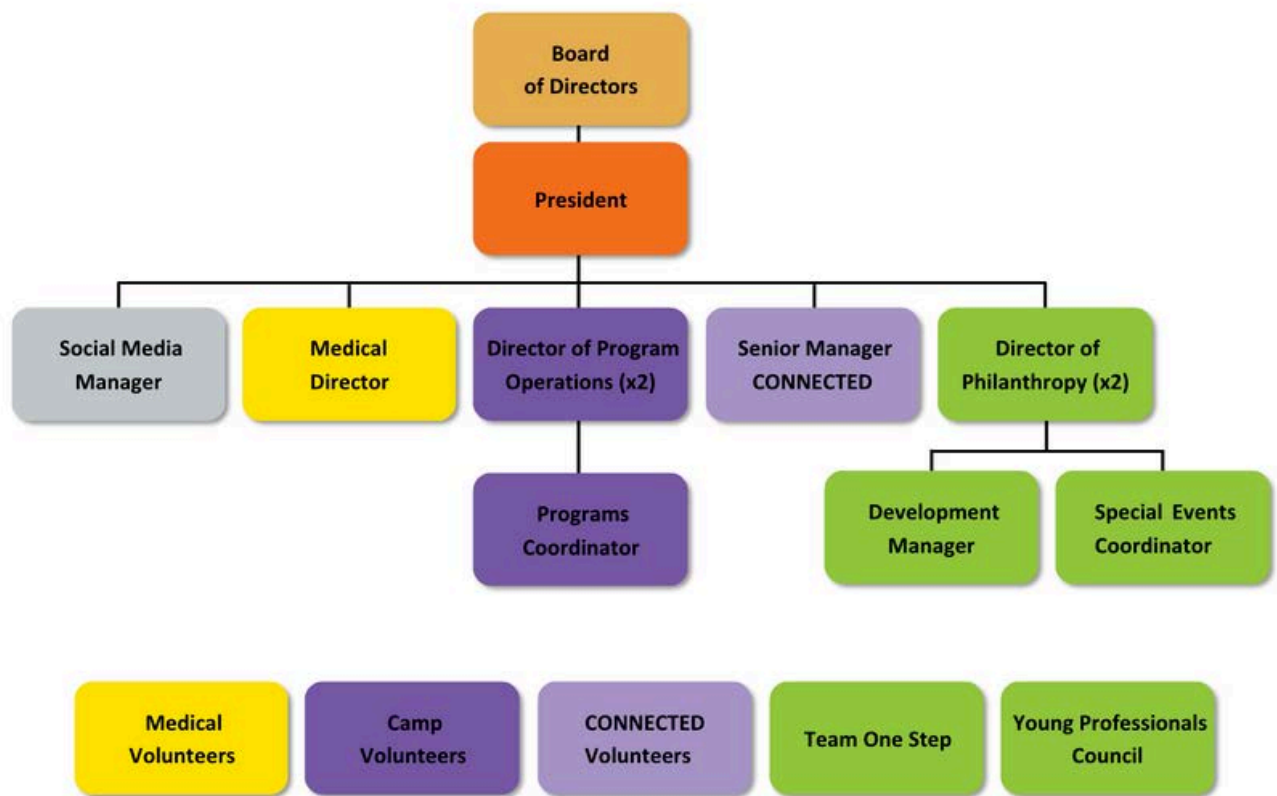 Board
of Directors
President
Social Media
Manager
Medical
Director
Director of Program
Operations (x2)
Senior Manager
CONNECTED
Director of
Philanthropy (x2)
Programs
Coordinator
Development
Manager
Special Events
Coordinator
Medical
Volunteers
Camp
Volunteers
CONNECTED
Volunteers
Team One Step
Young Professionals
Council